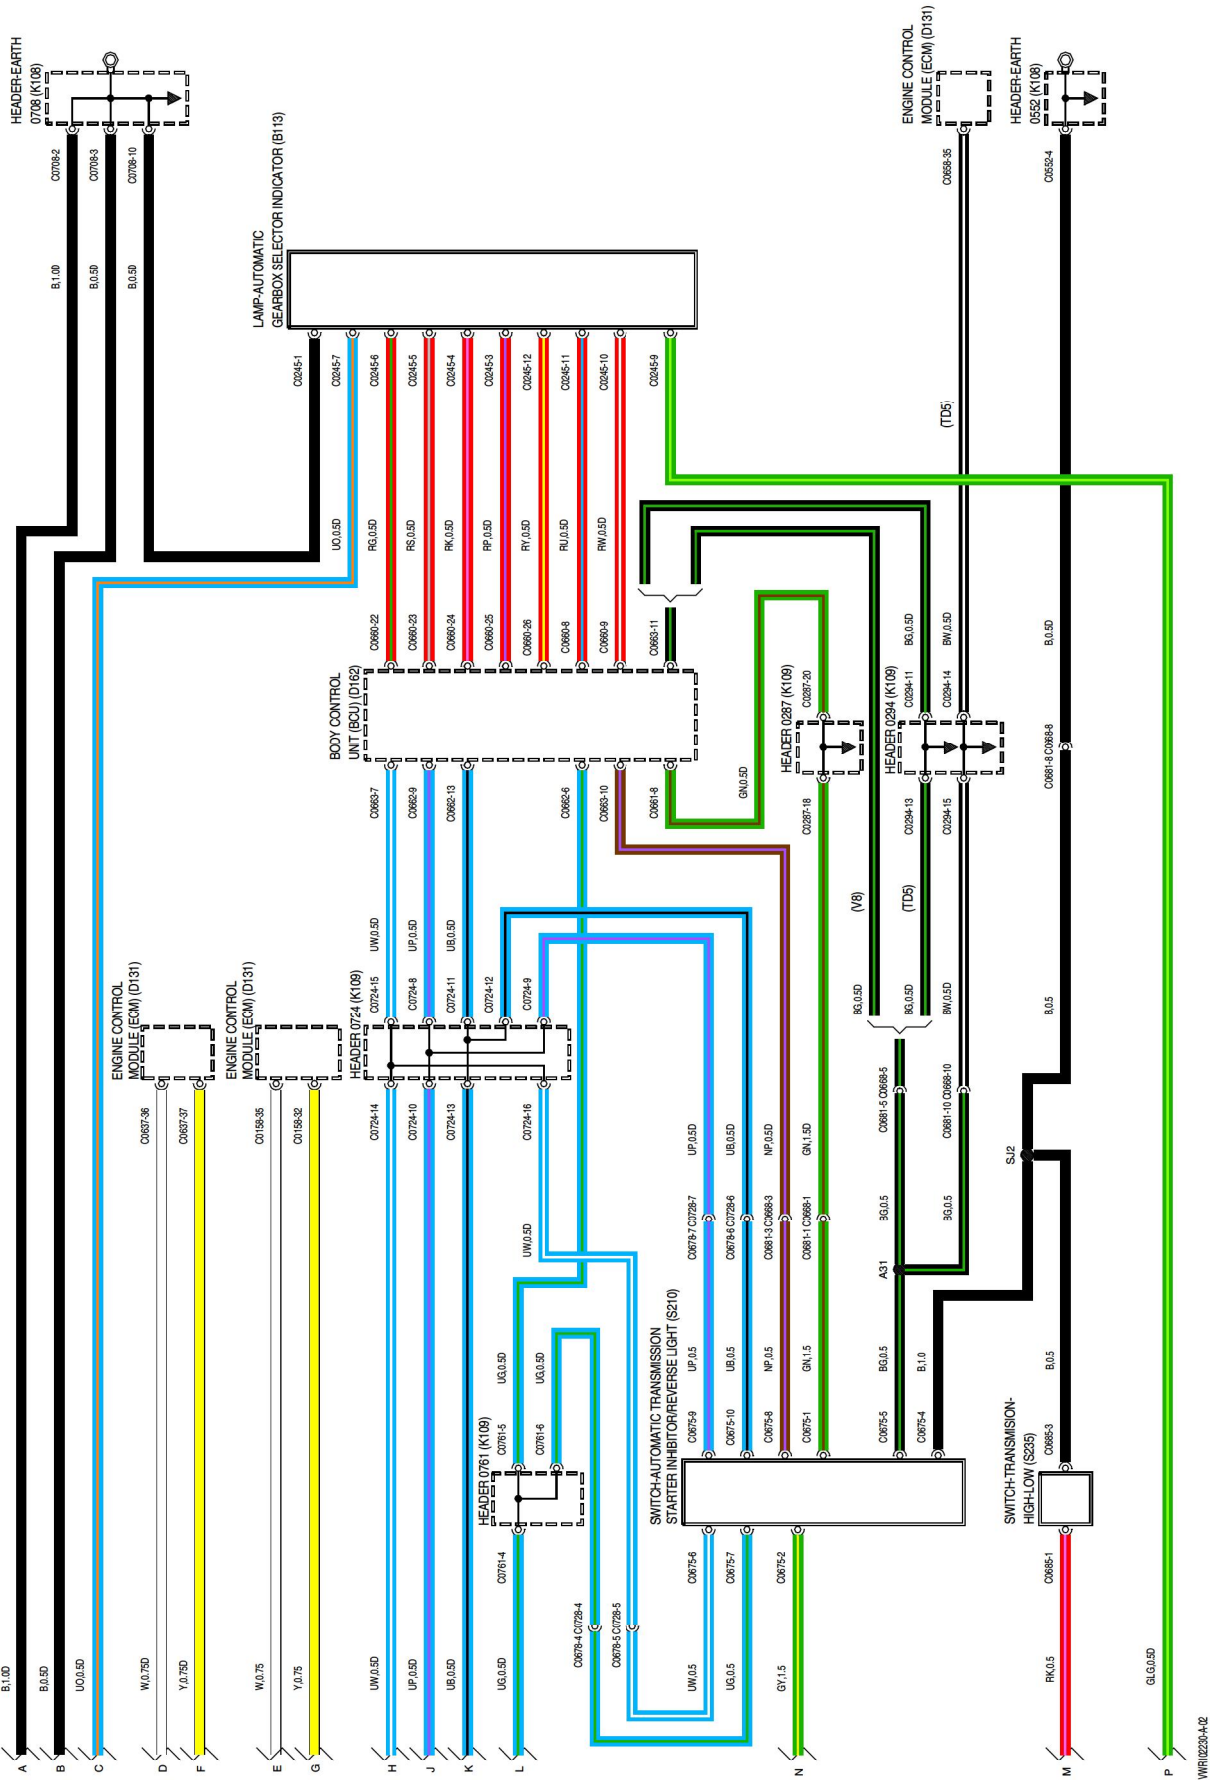 HEADER-EARTH
0708 (K108)
C0708-2
C0708-3
C0708-10
B,1.0D
B,0.5D
B,0.5D
LAMP-AUTOMATIC
GEARBOX SELECTOR INDICATOR (B113)
ENGINE CONTROL
MODULE (ECM) (D131)
C0658-35
HEADER-EARTH
0552 (K108)
C0552-4
C0245-1
C0245-7
C0245-6
C0245-5
C0245-4
C0245-3
C0245-12
C0245-11
C0245-10
C0245-9
(TD5)
UO,0.5D
RG,0.5D
RS,0.5D
RK,0.5D
RP,0.5D
RY,0.5D
RU,0.5D
RW,0.5D
C0660-22
C0660-23
C0660-24
C0660-25
C0660-26
C0660-8
C0660-9
C0663-11
BG,0.5D
BW,0.5D
B,0.5D
BODY CONTROL
UNIT (BCU) (D162)
HEADER 0287 (K109)
C0287-20
HEADER 0294 (K109)
C0294-11
C0294-14
C0681-8 C0668-8
C0663-7
C0662-9
C0662-13
C0662-6
C0663-10
C0661-8
GN,0.5D
C0287-18
C0294-13
C0294-15
(V8)
(TD5)
UW,0.5D
UP,0.5D
UB,0.5D
BG,0.5D
BG,0.5D
BW,0.5D
B,0.5
ENGINE CONTROL
MODULE (ECM) (D131)
ENGINE CONTROL
MODULE (ECM) (D131)
HEADER 0724 (K109)
C0724-15
C0724-8
C0724-11
C0724-12
C0724-9
C0637-36
C0637-37
C0158-35
C0158-32
C0724-14
C0724-10
C0724-13
C0724-16
UP,0.5D
UB,0.5D
NP,0.5D
GN,1.5D
C0681-5 C0668-5
C0681-10 C0668-10
SJ2
UW,0.5D
C0678-7 C0728-7
C0678-6 C0728-6
C0681-3 C0668-3
C0681-1 C0668-1
BG,0.5
BG,0.5
A31
UG,0.5D
UG,0.5D
UP,0.5
UB,0.5
NP,0.5
GN,1.5
BG,0.5
B,1.0
B,0.5
HEADER 0761 (K109)
C0761-5
C0761-6
SWITCH-AUTOMATIC TRANSMISSION
STARTER INHIBITOR/REVERSE LIGHT (S210)
C0675-9
C0675-10
C0675-8
C0675-1
C0675-5
C0675-4
SWITCH-TRANSMISSION-
HIGH-LOW (S235)
C0685-3
C0761-4
C0678-4 C0728-4
C0678-5 C0728-5
C0675-6
C0675-7
C0675-2
C0685-1
B,1.0D
B,0.5D
UO,0.5D
W,0.75D
Y,0.75D
W,0.75
Y,0.75
UW,0.5D
UP,0.5D
UB,0.5D
UG,0.5D
UW,0.5
UG,0.5
GY,1.5
RK,0.5
GLG,0.5D
A
B
C
D
F
E
G
H
J
K
L
N
M
P
VWRI02230-A-02